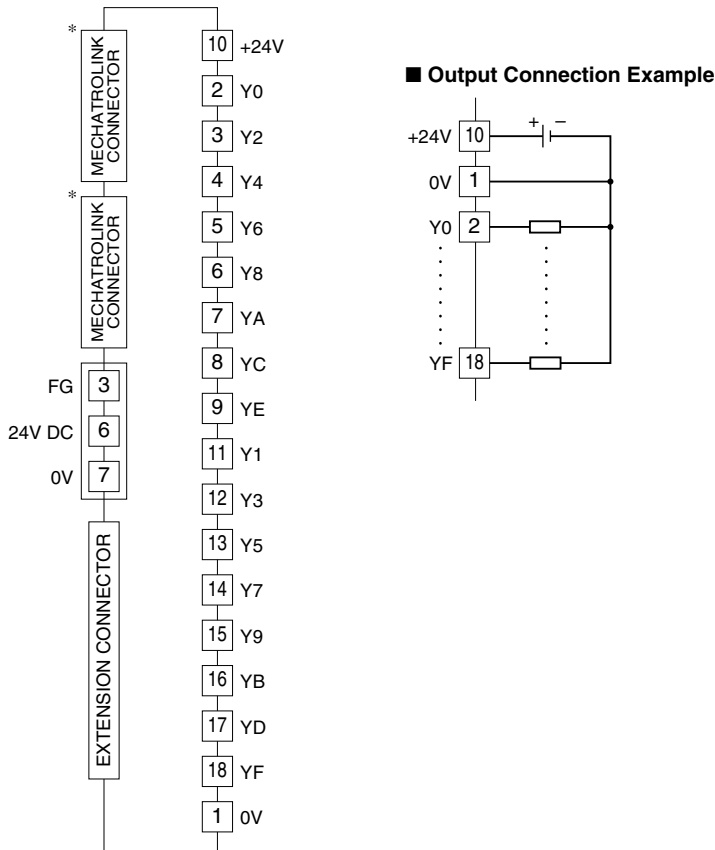 *
MECHATROLINK
CONNECTOR
*
MECHATROLINK
CONNECTOR
FG 3
24V DC 6
0V 7
EXTENSION CONNECTOR
10 +24V
2 Y0
3 Y2
4 Y4
5 Y6
6 Y8
7 YA
8 YC
9 YE
11 Y1
12 Y3
13 Y5
14 Y7
15 Y9
16 YB
17 YD
18 YF
1 0V
■ Output Connection Example
+24V 10 + –
0V 1
Y0 2
YF 18